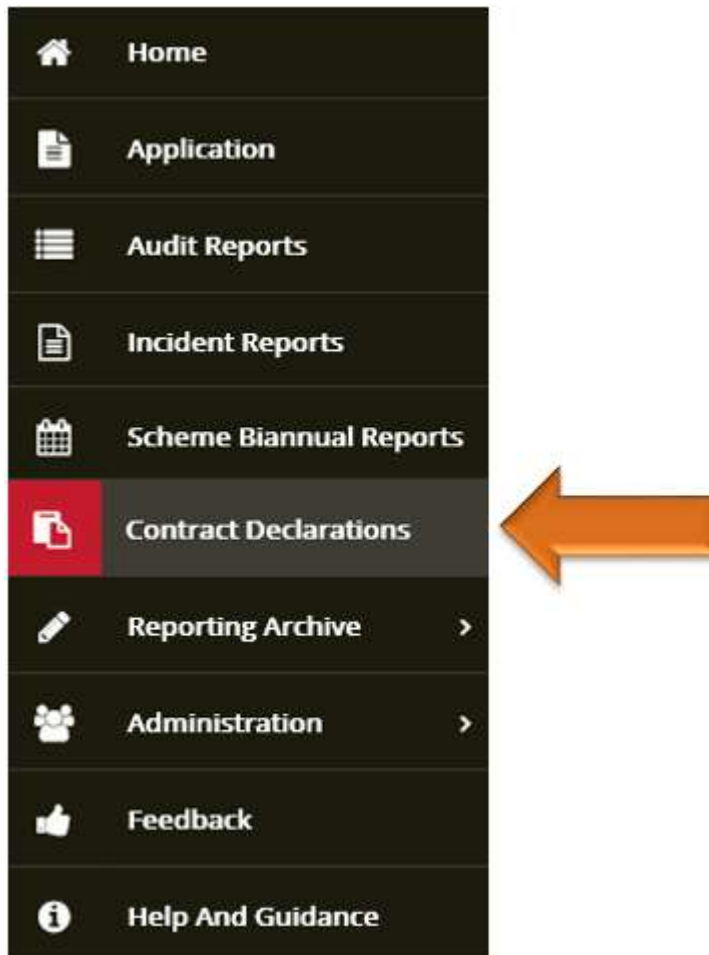 Home
Application
Audit Reports
Incident Reports
Scheme Biannual Reports
Contract Declarations
Reporting Archive
Administration
Feedback
Help And Guidance